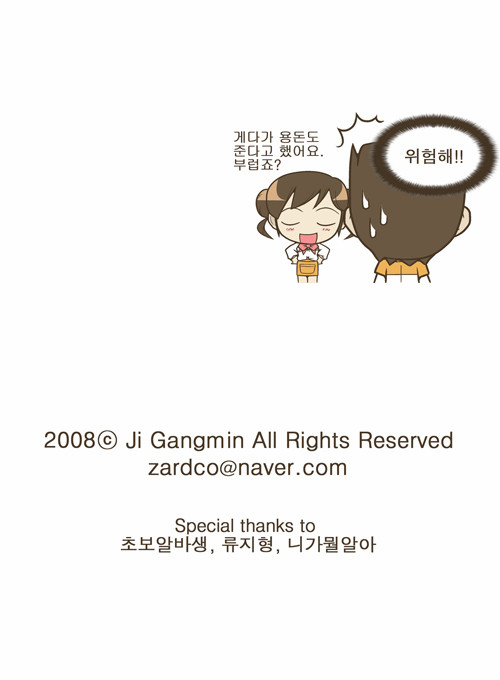 게다가 용돈도
준다고 했어요.
부럽죠?
위험해!!
2008ⓒ Ji Gangmin All Rights Reserved
zardco@naver.com
Special thanks to
초보알바생, 류지형, 니가뭘알아